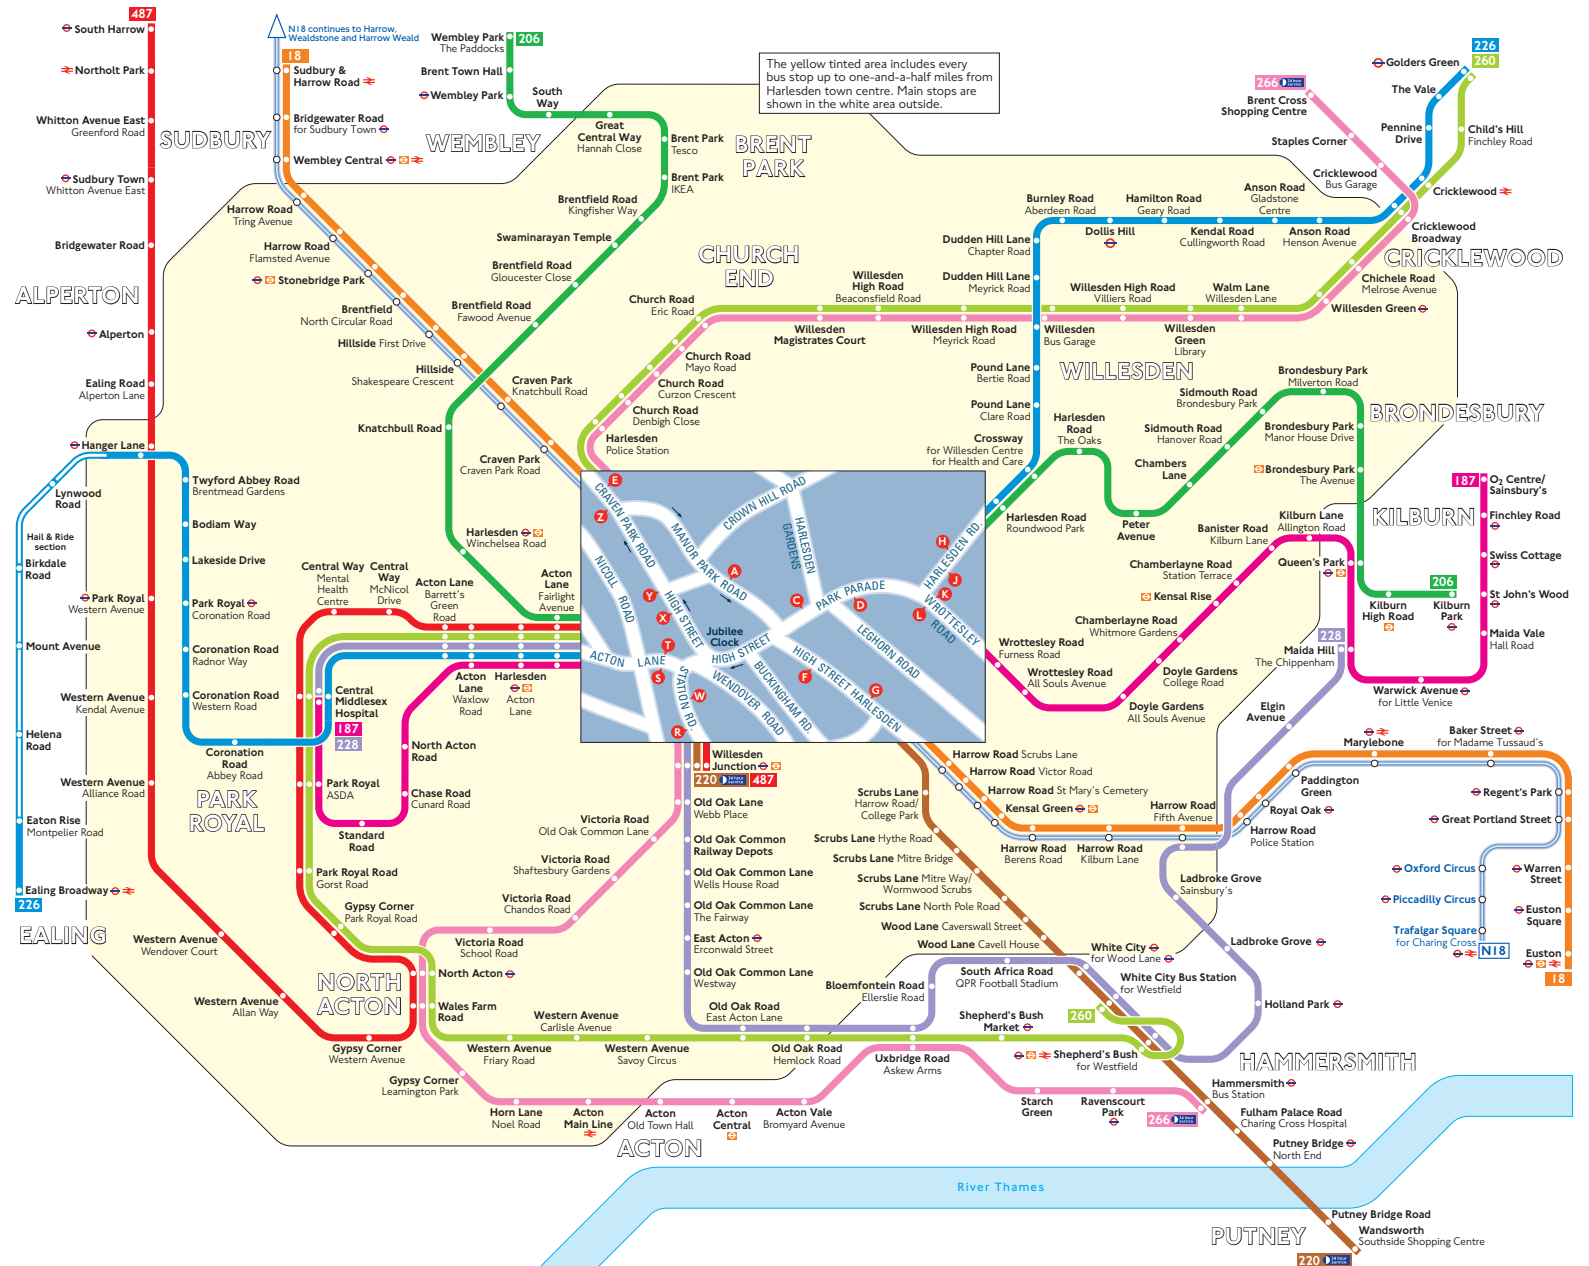 487
South Harrow
Northolt Park
Whitton Avenue East
Greenford Road
Sudbury Town
Whitton Avenue East
Bridgewater Road
ALPERTON
Alperton
Ealing Road
Alperton Lane
Hanger Lane
N18 continues to Harrow,
Wealdstone and Harrow Weald
18
Sudbury &
Harrow Road
Bridgewater Road
for Sudbury Town
SUDBURY
Wembley Central
Harrow Road
Tring Avenue
Harrow Road
Flamsted Avenue
Stonebridge Park
Brentfield
North Circular Road
Hillside First Drive
Hillside
Shakespeare Crescent
Craven Park
Knatchbull Road
Craven Park
Craven Park Road
Wembley Park
The Paddocks
206
Brent Town Hall
Wembley Park
South
Way
WEMBLEY
Great
Central Way
Hannah Close
Brent Park
Tesco
Brent Park
IKEA
BRENT
PARK
Brentfield Road
Kingfisher Way
Swaminarayan Temple
Brentfield Road
Gloucester Close
Brentfield Road
Fawood Avenue
Knatchbull Road
Harlesden
Winchelsea Road
Acton
Lane
Fairlight
Avenue
The yellow tinted area includes every
bus stop up to one-and-a-half miles from
Harlesden town centre. Main stops are
shown in the white area outside.
CHURCH
END
Church Road
Eric Road
Church Road
Mayo Road
Church Road
Curzon Crescent
Church Road
Denbigh Close
Harlesden
Police Station
Willesden
High Road
Beaconsfield Road
Willesden
Magistrates Court
Willesden High Road
Meyrick Road
Willesden
Bus Garage
Willesden High Road
Villiers Road
Willesden
Green
Library
Walm Lane
Willesden Lane
Willesden Green
Chichele Road
Melrose Avenue
CRICKLEWOOD
Cricklewood
Broadway
Cricklewood
Cricklewood
Bus Garage
Staples Corner
Brent Cross
Shopping Centre
266
24 hour
service
226
260
Golders Green
The Vale
Pennine
Drive
Child's Hill
Finchley Road
Burnley Road
Aberdeen Road
Dollis Hill
Hamilton Road
Geary Road
Kendal Road
Cullingworth Road
Anson Road
Gladstone
Centre
Anson Road
Henson Avenue
Dudden Hill Lane
Chapter Road
Dudden Hill Lane
Meyrick Road
Pound Lane
Bertie Road
Pound Lane
Clare Road
Crossway
for Willesden Centre
for Health and Care
WILLESDEN
Harlesden
Road
The Oaks
Harlesden Road
Roundwood Park
Peter
Avenue
Chambers
Lane
Sidmouth Road
Hanover Road
Sidmouth Road
Brondesbury Park
Brondesbury Park
Milverton Road
BRONDESBURY
Brondesbury Park
Manor House Drive
Brondesbury Park
The Avenue
KILBURN
206
Kilburn
High Road
Kilburn
Park
187
O2 Centre/
Sainsbury's
Finchley Road
Swiss Cottage
St John's Wood
Maida Vale
Hall Road
Warwick Avenue
for Little Venice
Kilburn Lane
Allington Road
Banister Road
Kilburn Lane
Queen's Park
Chamberlayne Road
Station Terrace
Kensal Rise
Chamberlayne Road
Whitmore Gardens
Doyle Gardens
College Road
Doyle Gardens
All Souls Avenue
Wrottesley Road
Furness Road
Wrottesley Road
All Souls Avenue
228
Maida Hill
The Chippenham
Elgin
Avenue
CRAVEN PARK ROAD
MANOR PARK ROAD
CROWN HILL ROAD
HARLESDEN
GARDENS
NICOLL ROAD
HIGH STREET
Jubilee
Clock
HIGH STREET
PARK PARADE
HARLESDEN RD.
WROTTESLEY
ROAD
LEGHORN ROAD
HIGH STREET HARLESDEN
BUCKINGHAM RD.
WENDOVER ROAD
ACTON LANE
STATION RD.
E
Z
A
Y
X
T
S
W
R
C
D
F
G
H
J
K
L
Lynwood
Road
Hail & Ride
section
Birkdale
Road
Park Royal
Western Avenue
Mount Avenue
Western Avenue
Kendal Avenue
Helena
Road
Western Avenue
Alliance Road
Eaton Rise
Montpelier Road
Ealing Broadway
226
EALING
Twyford Abbey Road
Brentmead Gardens
Bodiam Way
Lakeside Drive
Park Royal
Coronation Road
Coronation Road
Radnor Way
Coronation Road
Western Road
Coronation
Road
Abbey Road
PARK
ROYAL
Central Way
Mental
Health
Centre
Central
Way
McNicol
Drive
Acton Lane
Barrett's
Green
Road
Acton
Lane
Waxlow
Road
Harlesden
Acton
Lane
Central
Middlesex
Hospital
187
228
North Acton
Road
Chase Road
Cunard Road
Park Royal
ASDA
Standard
Road
Park Royal Road
Gorst Road
Gypsy Corner
Park Royal Road
Western Avenue
Wendover Court
Western Avenue
Allan Way
NORTH
ACTON
Gypsy Corner
Western Avenue
North Acton
Wales Farm
Road
Gypsy Corner
Leamington Park
Victoria Road
School Road
Victoria Road
Chandos Road
Victoria Road
Shaftesbury Gardens
Victoria Road
Old Oak Common Lane
Willesden
Junction
220
24 hour
service
487
Old Oak Lane
Webb Place
Old Oak Common
Railway Depots
Old Oak Common Lane
Wells House Road
Old Oak Common Lane
The Fairway
East Acton
Erconwald Street
Old Oak Common Lane
Westway
Old Oak Road
East Acton Lane
Western Avenue
Friary Road
Western Avenue
Carlisle Avenue
Western Avenue
Savoy Circus
Old Oak Road
Hemlock Road
Horn Lane
Noel Road
Acton
Main Line
Acton
Old Town Hall
Acton
Central
Acton Vale
Bromyard Avenue
ACTON
Uxbridge Road
Askew Arms
Starch
Green
Ravenscourt
Park
266
24 hour
service
Harrow Road Scrubs Lane
Harrow Road Victor Road
Harrow Road St Mary's Cemetery
Kensal Green
Harrow Road
Berens Road
Harrow Road
Kilburn Lane
Harrow Road
Fifth Avenue
Harrow Road
Police Station
Royal Oak
Paddington
Green
Marylebone
Baker Street
for Madame Tussaud's
Regent's Park
Great Portland Street
Warren
Street
Euston
Square
Euston
18
Oxford Circus
Piccadilly Circus
Trafalgar Square
for Charing Cross
N18
Scrubs Lane
Harrow Road/
College Park
Scrubs Lane Hythe Road
Scrubs Lane Mitre Bridge
Scrubs Lane Mitre Way/
Wormwood Scrubs
Scrubs Lane North Pole Road
Wood Lane Caverswall Street
Wood Lane Cavell House
Ladbroke Grove
Sainsbury's
Ladbroke Grove
Holland Park
White City
for Wood Lane
White City Bus Station
for Westfield
South Africa Road
QPR Football Stadium
Bloemfontein Road
Ellerslie Road
Shepherd's Bush
Market
260
Shepherd's Bush
for Westfield
HAMMERSMITH
Hammersmith
Bus Station
Fulham Palace Road
Charing Cross Hospital
Putney Bridge
North End
River Thames
Putney Bridge Road
PUTNEY
Wandsworth
Southside Shopping Centre
220
24 hour
service